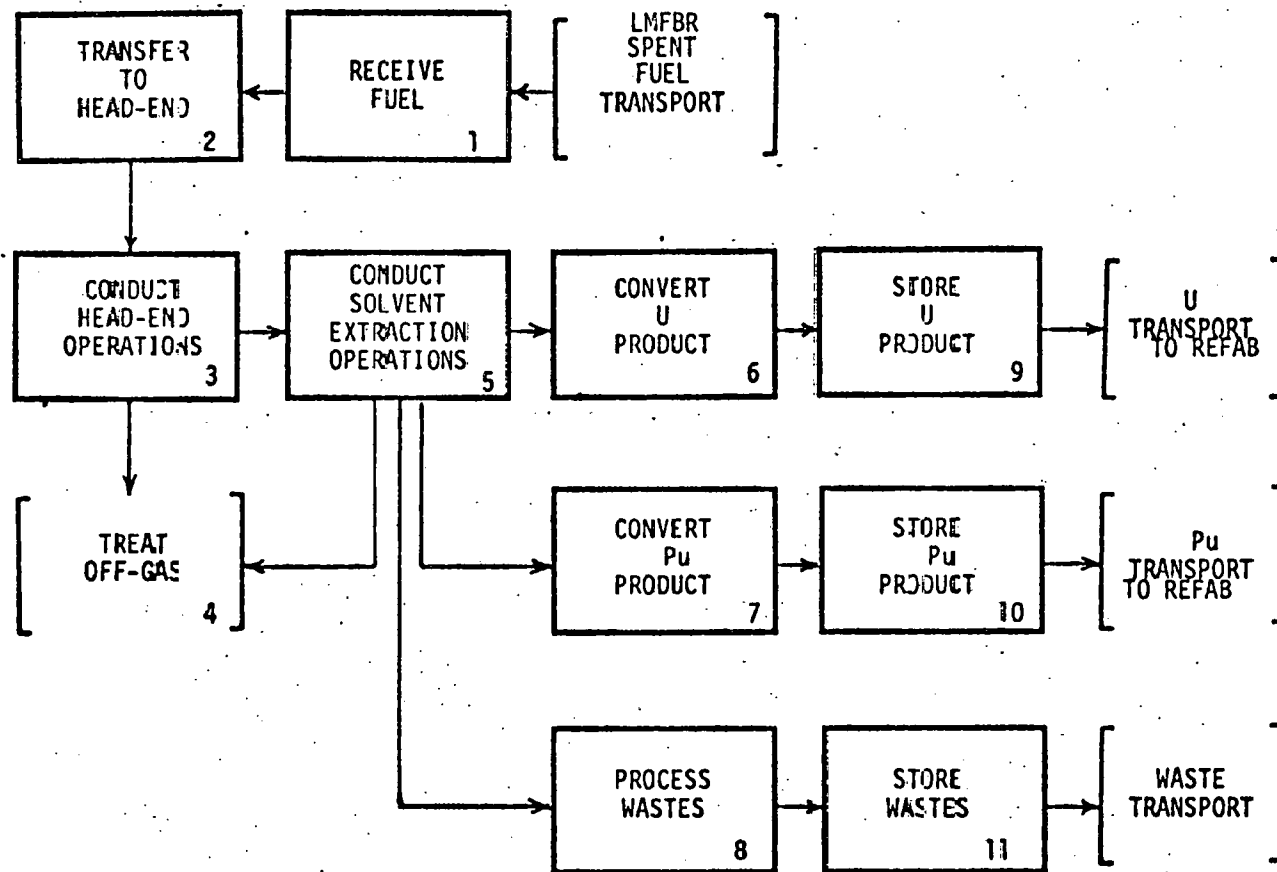 TRANSFER
TO
HEAD-END
2
RECEIVE
FUEL
1
LMFBR
SPENT
FUEL
TRANSPORT
CONDUCT
HEAD-END
OPERATIONS
3
CONDUCT
SOLVENT
EXTRACTION
OPERATIONS
5
CONVERT
U
PRODUCT
6
STORE
U
PRODUCT
9
U
TRANSPORT
TO REFAB
TREAT
OFF-GAS
4
CONVERT
Pu
PRODUCT
7
STORE
Pu
PRODUCT
10
Pu
TRANSPORT
TO REFAB
PROCESS
WASTES
8
STORE
WASTES
11
WASTE
TRANSPORT